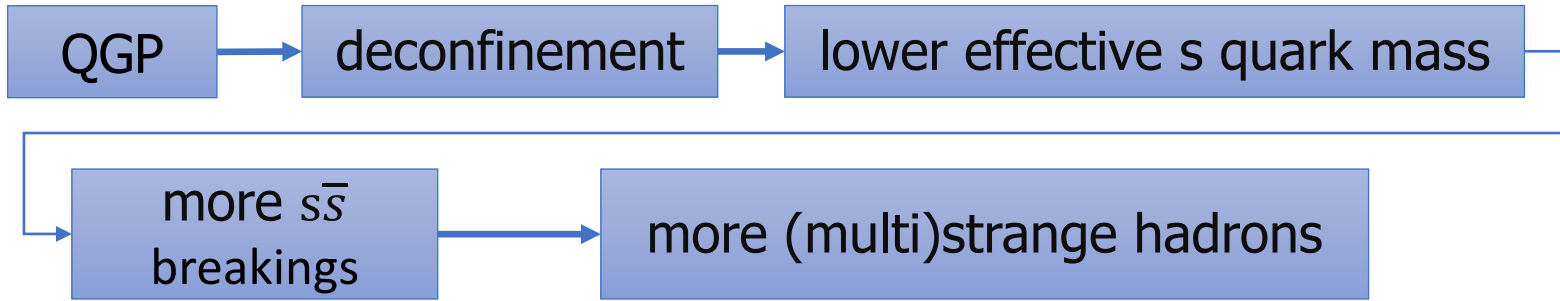 QGP
deconfinement
lower effective s quark mass
more ss̅
breakings
more (multi)strange hadrons